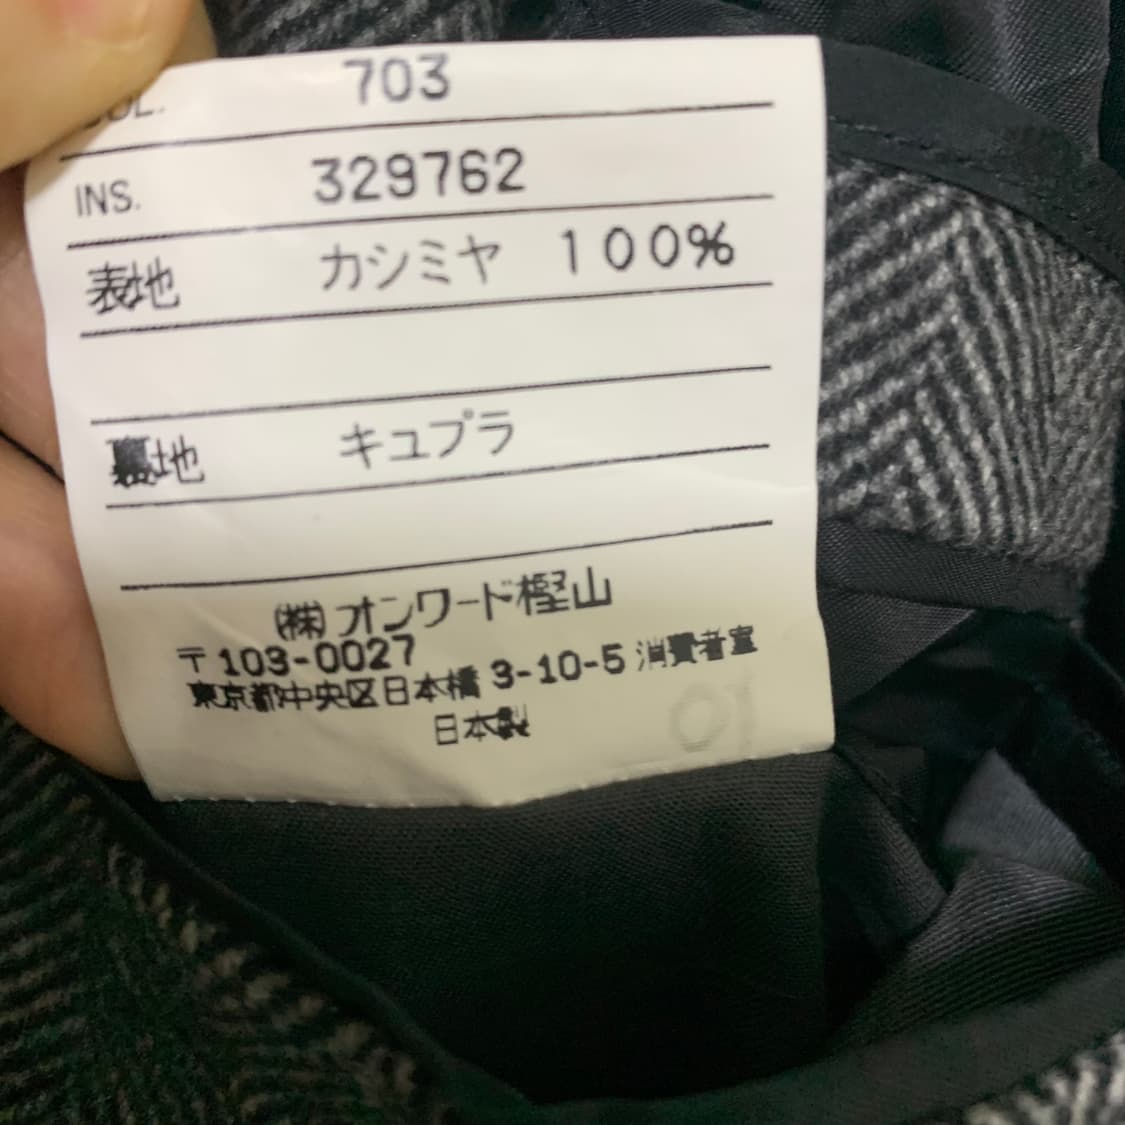 COL. 703
INS. 329762
表地 カシミヤ 100%
裏地 キュプラ
㈱オンワード樫山
〒103-0027
東京都中央区日本橋 3-10-5 消費者室
日本製